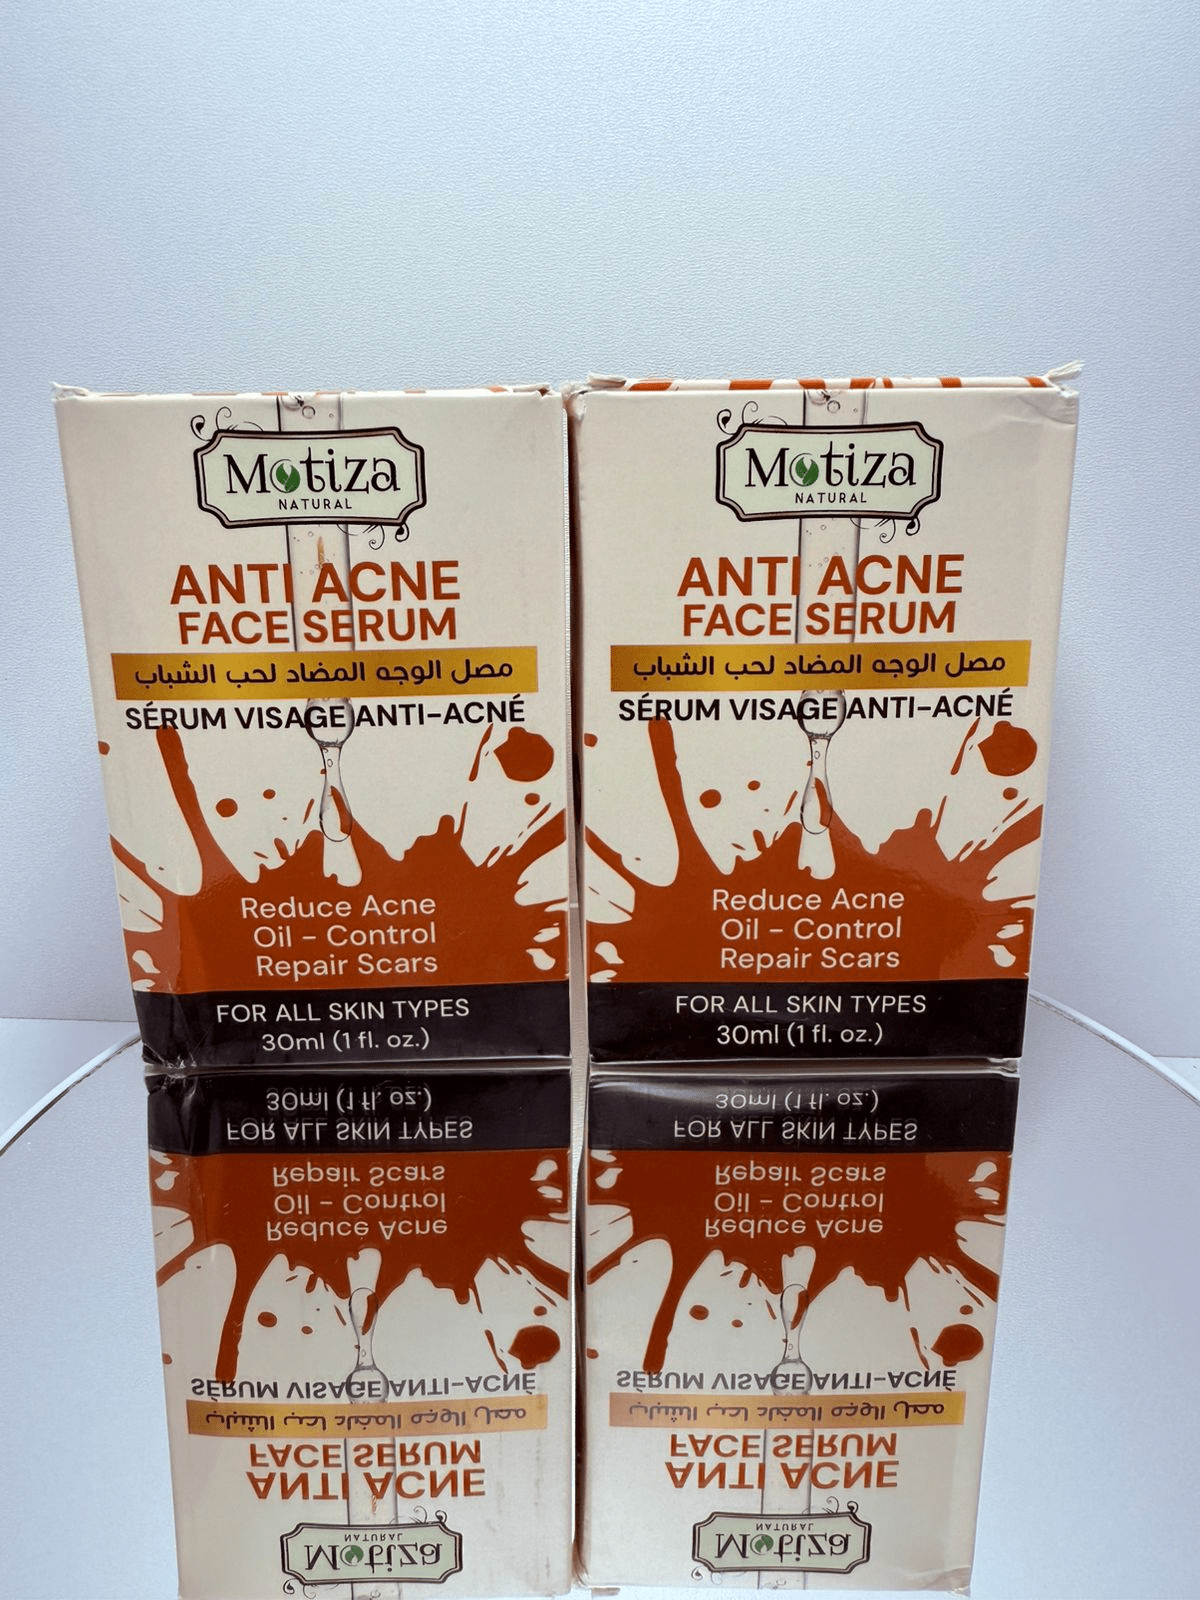 Motiza
NATURAL
ANTI ACNE
FACE SERUM
مصل الوجه المضاد لحب الشباب
SÉRUM VISAGE ANTI-ACNÉ
Reduce Acne
Oil - Control
Repair Scars
FOR ALL SKIN TYPES
30ml (1 fl. oz.)
Motiza
NATURAL
ANTI ACNE
FACE SERUM
مصل الوجه المضاد لحب الشباب
SÉRUM VISAGE ANTI-ACNÉ
Reduce Acne
Oil - Control
Repair Scars
FOR ALL SKIN TYPES
30ml (1 fl. oz.)